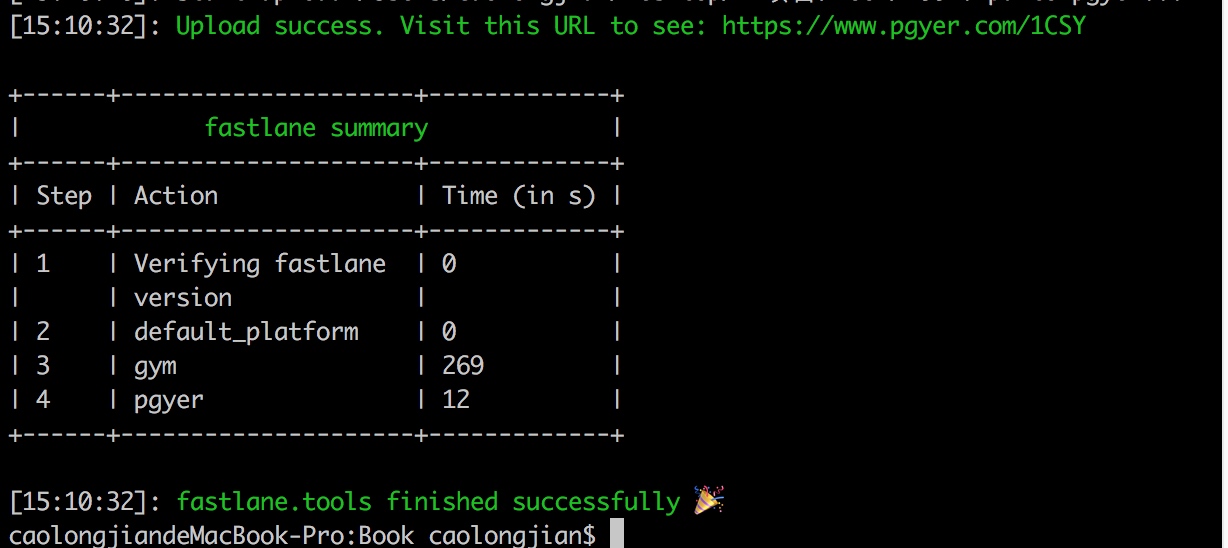 [15:10:32]: Upload success. Visit this URL to see: https://www.pgyer.com/1CSY
+------+---------------------+-------------+
|             fastlane summary             |
+------+---------------------+-------------+
| Step | Action              | Time (in s) |
+------+---------------------+-------------+
| 1    | Verifying fastlane  | 0           |
|      | version             |             |
| 2    | default_platform    | 0           |
| 3    | gym                 | 269         |
| 4    | pgyer               | 12          |
+------+---------------------+-------------+
[15:10:32]: fastlane.tools finished successfully 🎉
caolongjiandeMacBook-Pro:Book caolongjian$